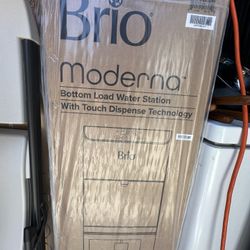 Brio
Moderna
Bottom Load Water Station
With Touch Dispense Technology
Brio